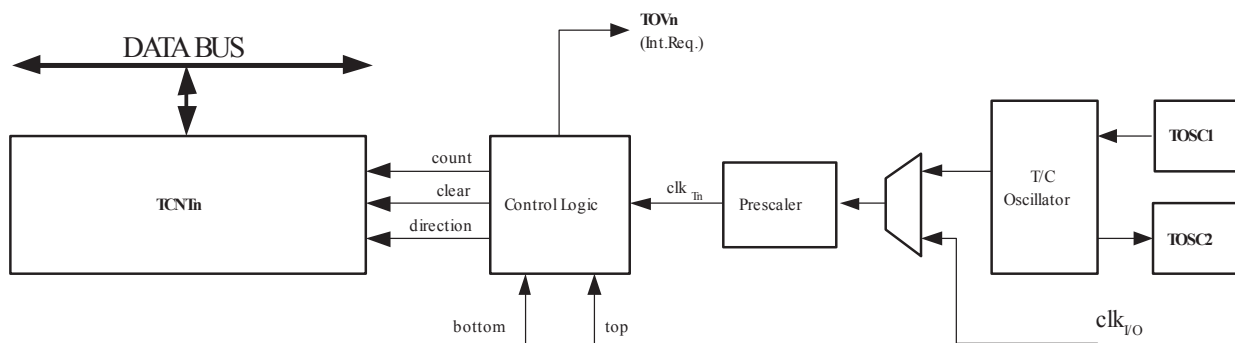 TOVn
(Int.Req.)
DATA BUS
TCNTn
count
clear
direction
Control Logic
clk Tn
Prescaler
T/C
Oscillator
TOSC1
TOSC2
bottom
top
clk I/O